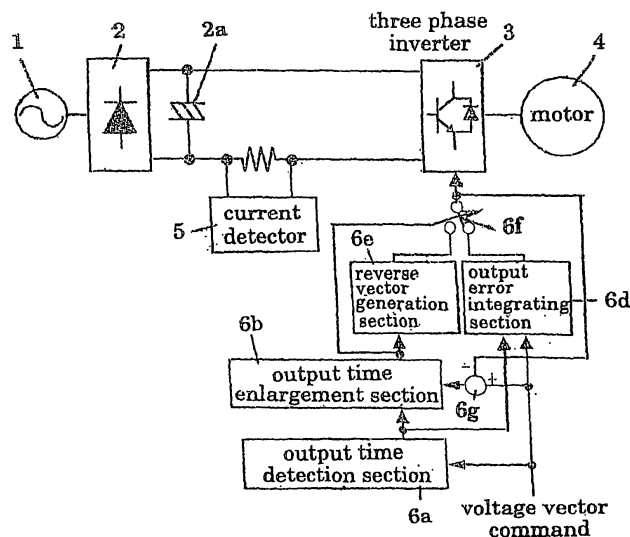 three phase
inverter
1
2
2a
3
4
motor
5
current
detector
6f
6e
reverse
vector
generation
section
output
error
integrating
section
6d
6b
output time
enlargement section
-
+
6g
output time
detection section
6a
voltage vector
command